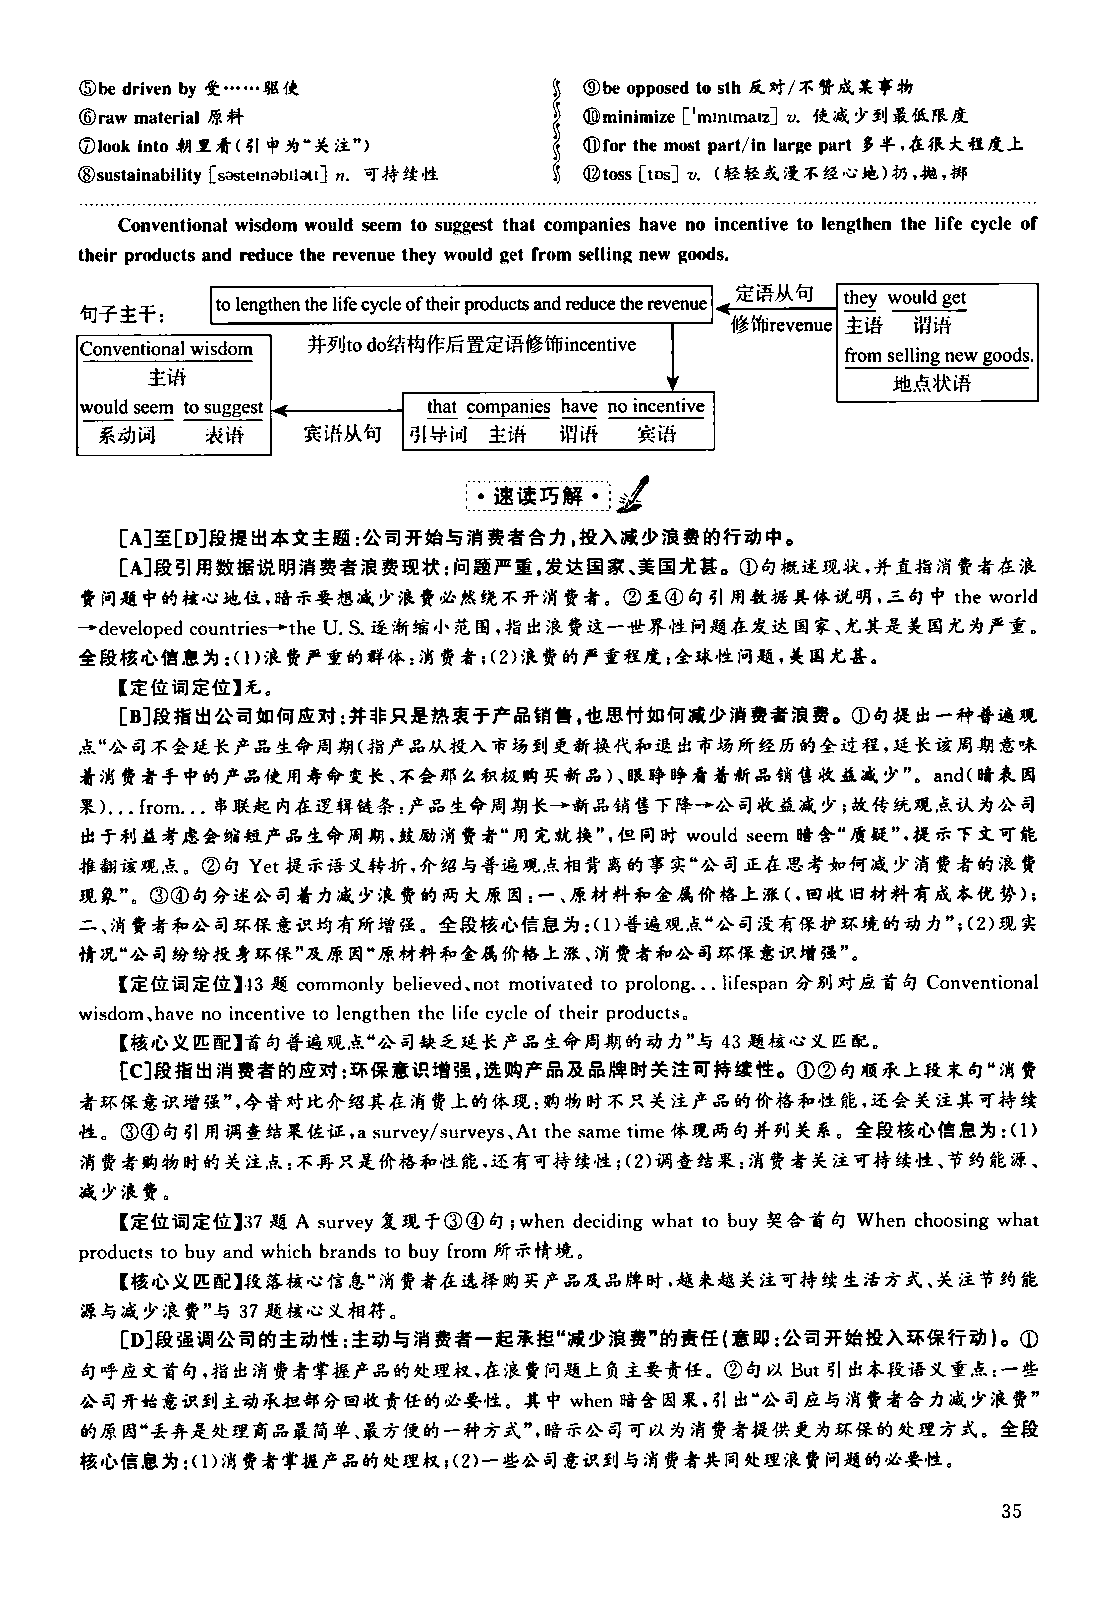 ⑤be driven by 受……驱使
⑥raw material 原料
⑦look into 朝里看(引申为“关注”)
⑧sustainability [səsteɪnəbɪləti] n. 可持续性
⑨be opposed to sth 反对/不赞成某事物
⑩minimize [ˈmɪnɪmaɪz] v. 使减少到最低限度
⑪for the most part/in large part 多半,在很大程度上
⑫toss [tɒs] v. (轻轻或漫不经心地)扔,抛,掷
Conventional wisdom would seem to suggest that companies have no incentive to lengthen the life cycle of
their products and reduce the revenue they would get from selling new goods.
句子主干:
to lengthen the life cycle of their products and reduce the revenue
定语从句
修饰revenue
they would get
主语 谓语
from selling new goods.
地点状语
并列to do结构作后置定语修饰incentive
Conventional wisdom
主语
would seem to suggest
系动词 表语
宾语从句
that companies have no incentive
引导词 主语 谓语 宾语
·速读巧解·
[A]至[D]段提出本文主题:公司开始与消费者合力,投入减少浪费的行动中。
[A]段引用数据说明消费者浪费现状:问题严重,发达国家、美国尤甚。①句概述现状,并直指消费者在浪
费问题中的核心地位,暗示要想减少浪费必然绕不开消费者。②至④句引用数据具体说明,三句中 the world
→developed countries→the U. S. 逐渐缩小范围,指出浪费这一世界性问题在发达国家、尤其是美国尤为严重。
全段核心信息为:(1)浪费严重的群体:消费者;(2)浪费的严重程度:全球性问题,美国尤甚。
【定位词定位】无。
[B]段指出公司如何应对:并非只是热衷于产品销售,也思忖如何减少消费者浪费。①句提出一种普遍观
点“公司不会延长产品生命周期(指产品从投入市场到更新换代和退出市场所经历的全过程,延长该周期意味
着消费者手中的产品使用寿命变长、不会那么积极购买新品)、眼睁睁看着新品销售收益减少”。and(暗表因
果)...from...串联起内在逻辑链条:产品生命周期长→新品销售下降→公司收益减少;故传统观点认为公司
出于利益考虑会缩短产品生命周期,鼓励消费者“用完就换”,但同时 would seem 暗含“质疑”,提示下文可能
推翻该观点。②句 Yet 提示语义转折,介绍与普遍观点相背离的事实“公司正在思考如何减少消费者的浪费
现象”。③④句分述公司着力减少浪费的两大原因:一、原材料和金属价格上涨(,回收旧材料有成本优势);
二、消费者和公司环保意识均有所增强。全段核心信息为:(1)普遍观点“公司没有保护环境的动力”;(2)现实
情况“公司纷纷投身环保”及原因“原材料和金属价格上涨、消费者和公司环保意识增强”。
【定位词定位】43 题 commonly believed、not motivated to prolong... lifespan 分别对应首句 Conventional
wisdom、have no incentive to lengthen the life cycle of their products。
【核心义匹配】首句普遍观点“公司缺乏延长产品生命周期的动力”与 43 题核心义匹配。
[C]段指出消费者的应对:环保意识增强,选购产品及品牌时关注可持续性。①②句顺承上段末句“消费
者环保意识增强”,今昔对比介绍其在消费上的体现:购物时不只关注产品的价格和性能,还会关注其可持续
性。③④句引用调查结果佐证,a survey/surveys、At the same time 体现两句并列关系。全段核心信息为:(1)
消费者购物时的关注点:不再只是价格和性能,还有可持续性;(2)调查结果:消费者关注可持续性、节约能源、
减少浪费。
【定位词定位】37 题 A survey 复现于③④句;when deciding what to buy 契合首句 When choosing what
products to buy and which brands to buy from 所示情境。
【核心义匹配】段落核心信息“消费者在选择购买产品及品牌时,越来越关注可持续生活方式、关注节约能
源与减少浪费”与 37 题核心义相符。
[D]段强调公司的主动性:主动与消费者一起承担“减少浪费”的责任(意即:公司开始投入环保行动)。①
句呼应文首句,指出消费者掌握产品的处理权,在浪费问题上负主要责任。②句以 But 引出本段语义重点:一些
公司开始意识到主动承担部分回收责任的必要性。其中 when 暗含因果,引出“公司应与消费者合力减少浪费”
的原因“丢弃是处理商品最简单、最方便的一种方式”,暗示公司可以为消费者提供更为环保的处理方式。全段
核心信息为:(1)消费者掌握产品的处理权;(2)一些公司意识到与消费者共同处理浪费问题的必要性。
35